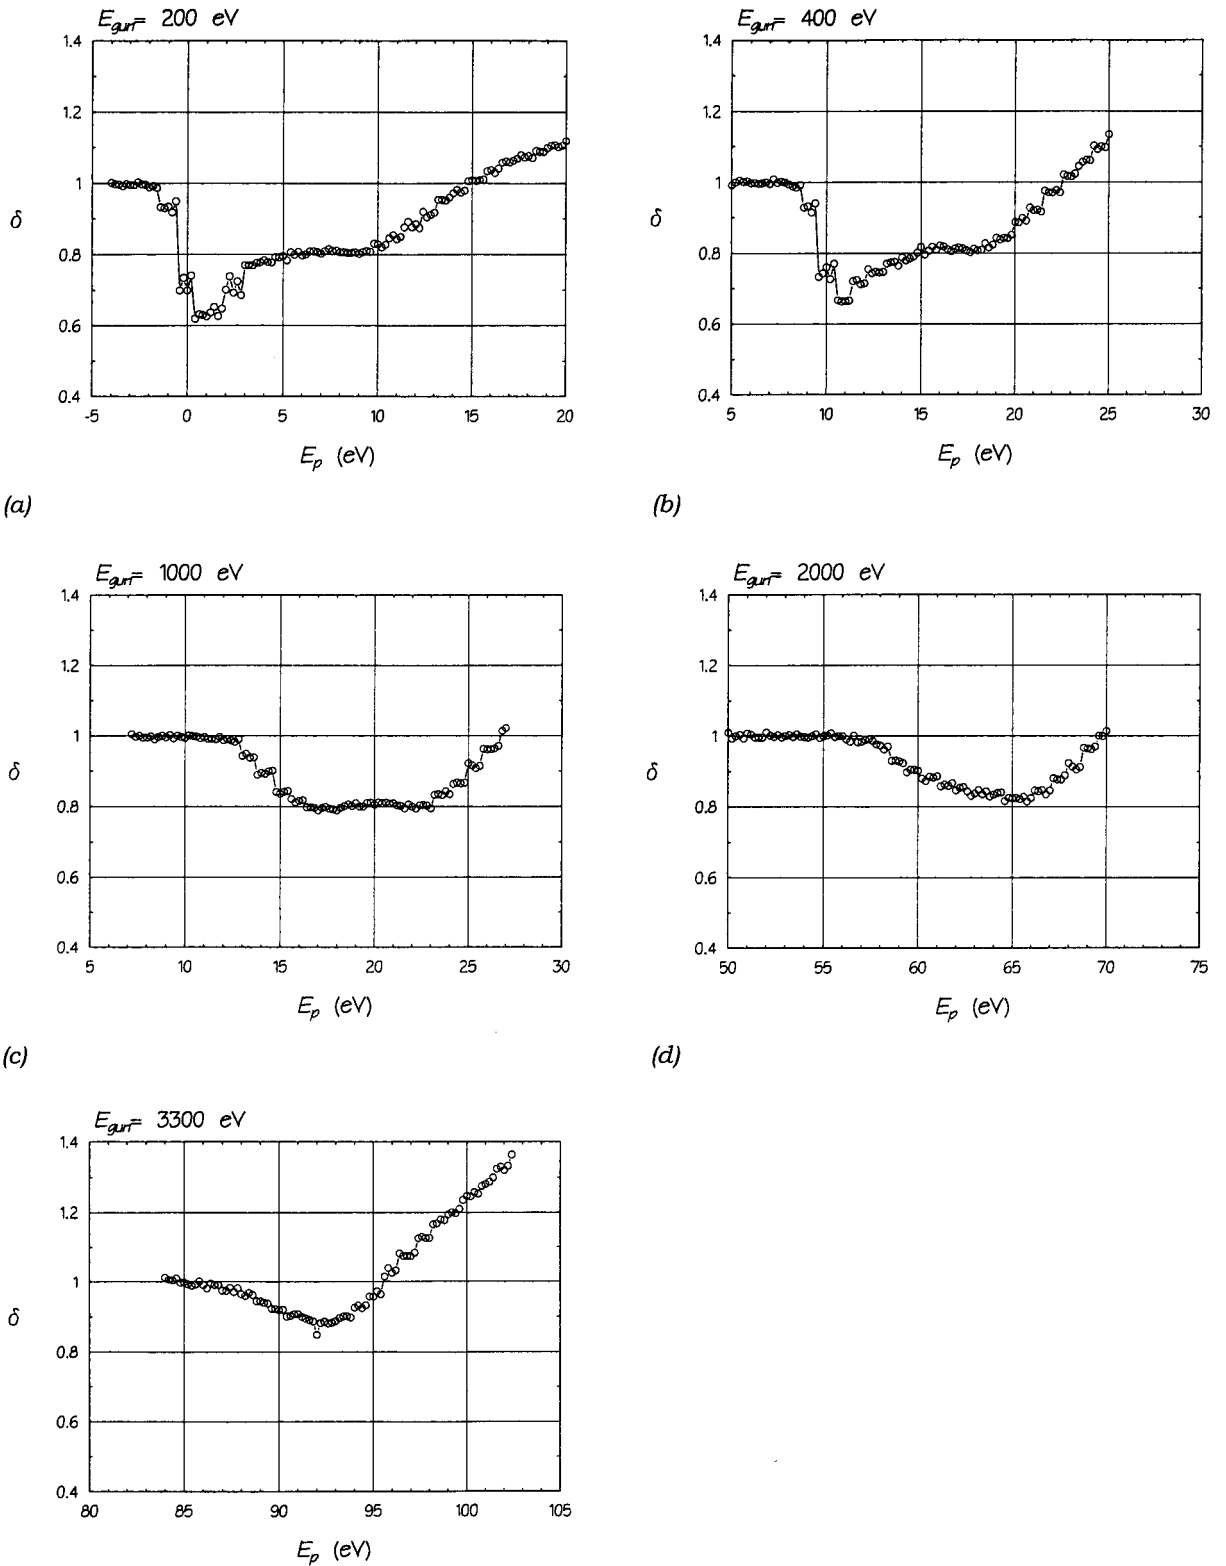 E_gun= 200 eV
1.4
1.2
1
δ
0.8
0.6
0.4
-5 0 5 10 15 20
E_p (eV)
(a)
E_gun= 400 eV
1.4
1.2
1
δ
0.8
0.6
0.4
5 10 15 20 25 30
E_p (eV)
(b)
E_gun= 1000 eV
1.4
1.2
1
δ
0.8
0.6
0.4
5 10 15 20 25 30
E_p (eV)
(c)
E_gun= 2000 eV
1.4
1.2
1
δ
0.8
0.6
0.4
50 55 60 65 70 75
E_p (eV)
(d)
E_gun= 3300 eV
1.4
1.2
1
δ
0.8
0.6
0.4
80 85 90 95 100 105
E_p (eV)